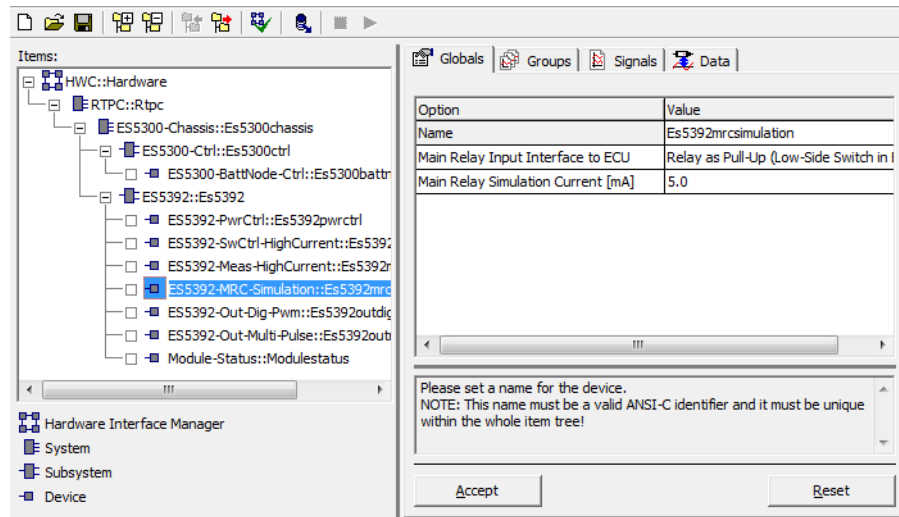 Items:
HWC::Hardware
RTPC::Rtpc
ES5300-Chassis::Es5300chassis
ES5300-Ctrl::Es5300ctrl
ES5300-BattNode-Ctrl::Es5300battr
ES5392::Es5392
ES5392-PwrCtrl::Es5392pwrctrl
ES5392-SwCtrl-HighCurrent::Es5392
ES5392-Meas-HighCurrent::Es5392r
ES5392-MRC-Simulation::Es5392mrc
ES5392-Out-Dig-Pwm::Es5392outdig
ES5392-Out-Multi-Pulse::Es5392out
Module-Status::Modulestatus
Hardware Interface Manager
System
Subsystem
Device
Globals Groups Signals Data
Option Value
Name Es5392mrcsimulation
Main Relay Input Interface to ECU Relay as Pull-Up (Low-Side Switch in
Main Relay Simulation Current [mA] 5.0
Please set a name for the device.
NOTE: This name must be a valid ANSI-C identifier and it must be unique
within the whole item tree!
Accept Reset